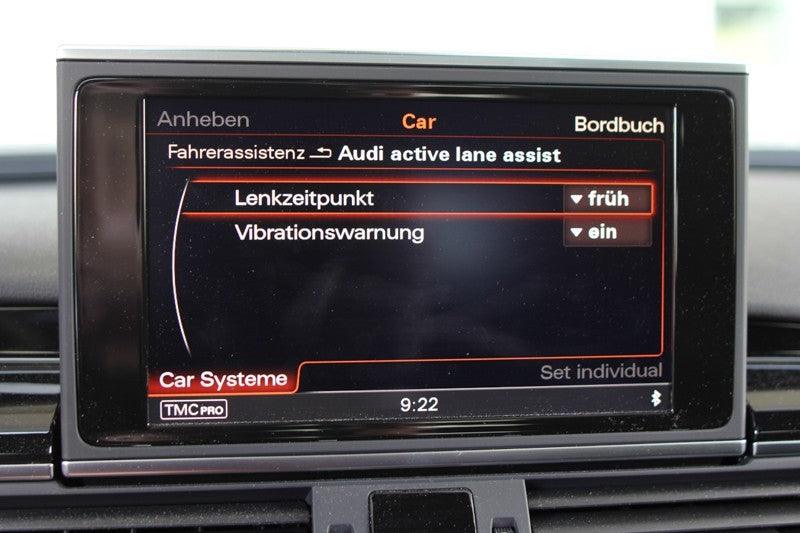 Anheben Car Bordbuch
Fahrerassistenz Audi active lane assist
Lenkzeitpunkt früh
Vibrationswarnung ein
Car Systeme Set individual
TMC PRO 9:22